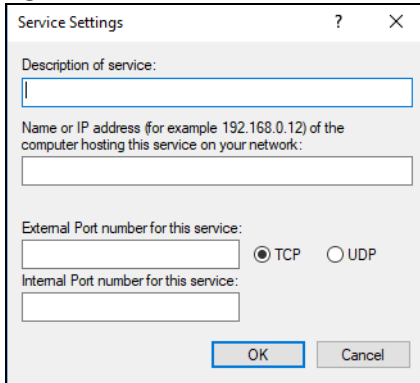 Service Settings ?
Description of service:
Name or IP address (for example 192.168.0.12) of the
computer hosting this service on your network:
External Port number for this service:
TCP UDP
Internal Port number for this service:
OK Cancel